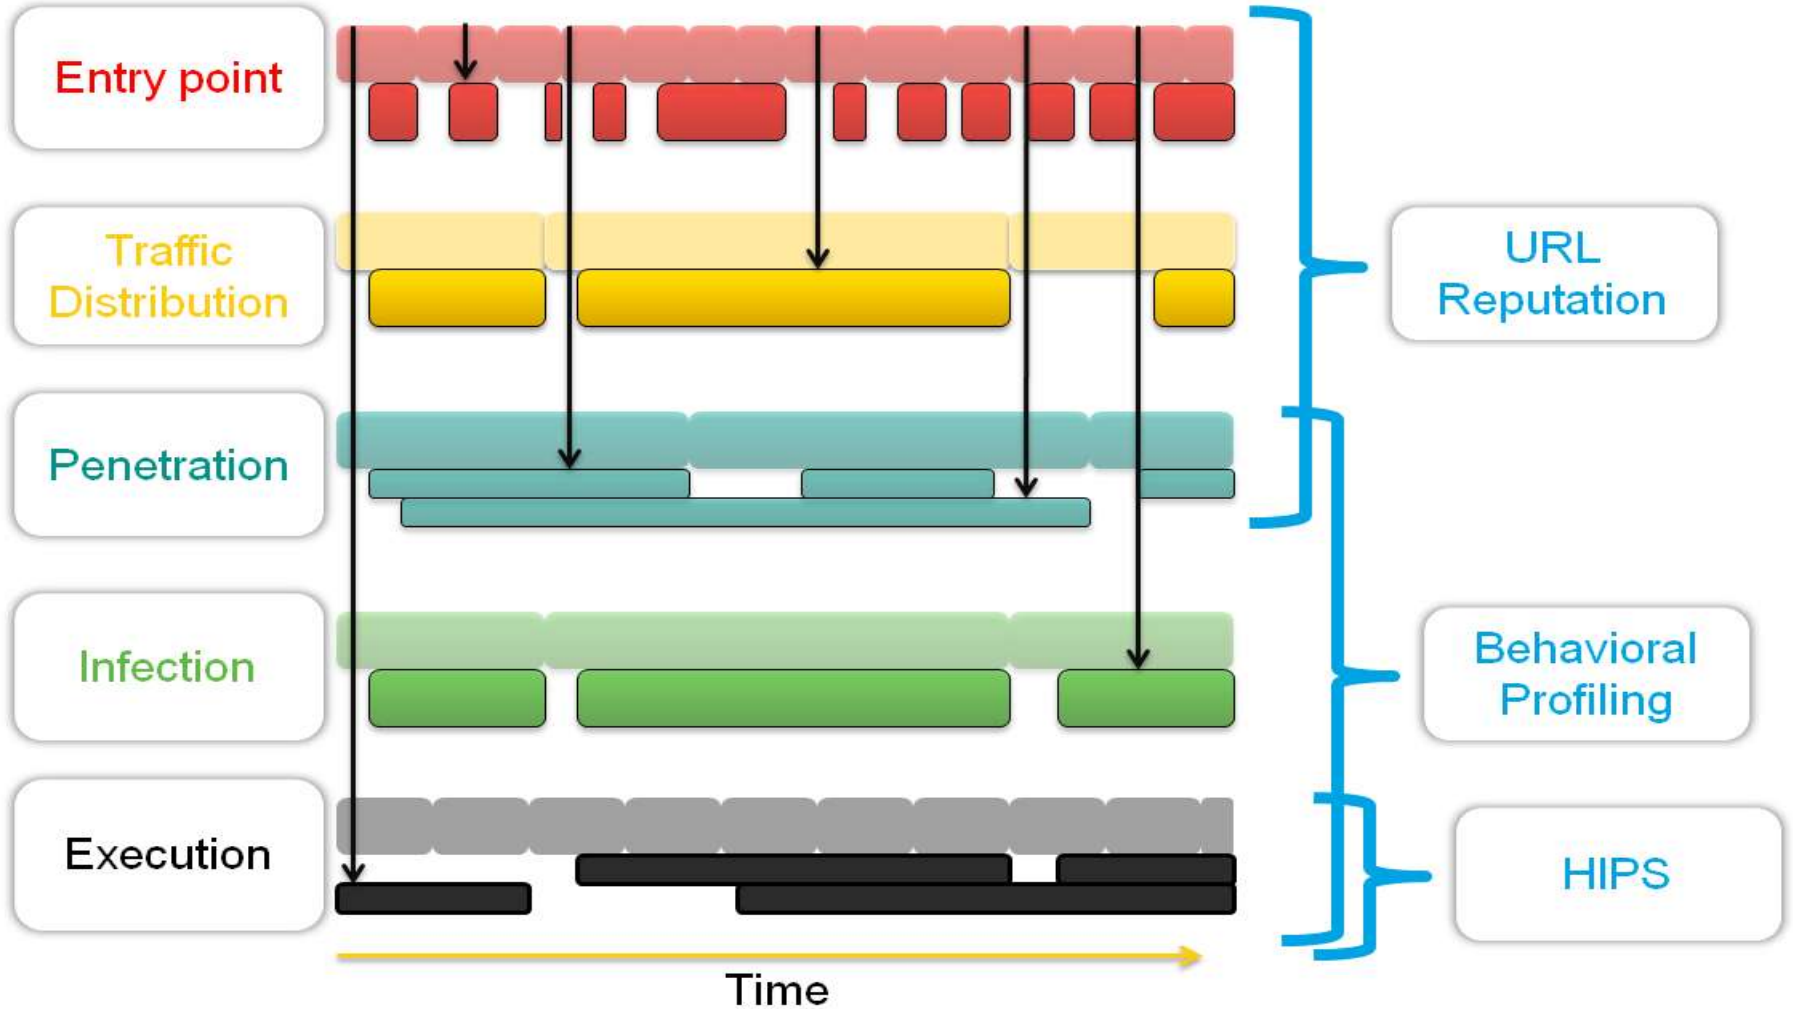 Entry point
Traffic
Distribution
Penetration
Infection
Execution
Time
URL
Reputation
Behavioral
Profiling
HIPS